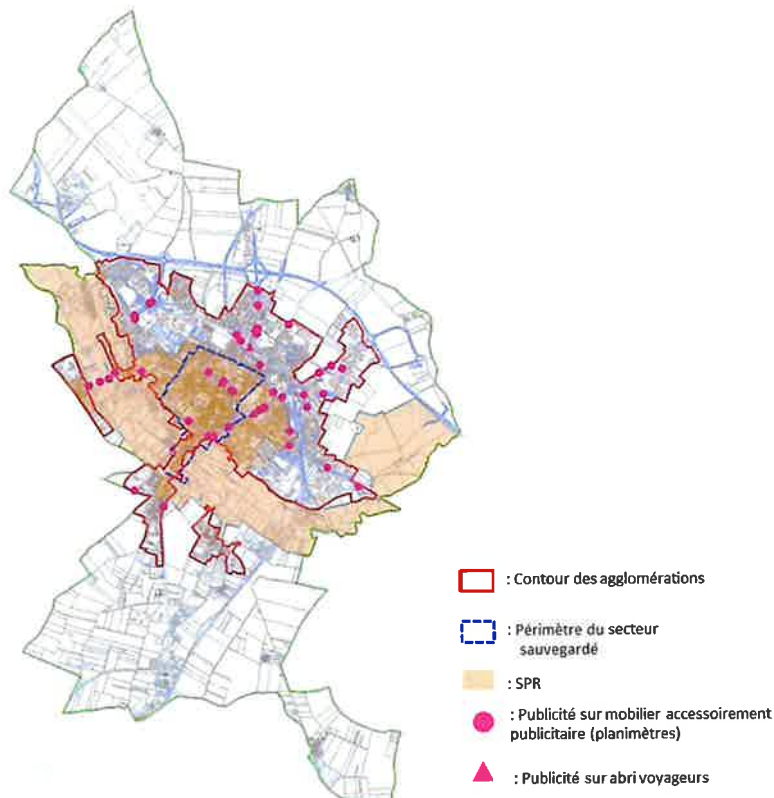 : Contour des agglomérations
: Périmètre du secteur
sauvegardé
: SPR
: Publicité sur mobilier accessoirement
publicitaire (planimètres)
: Publicité sur abri voyageurs